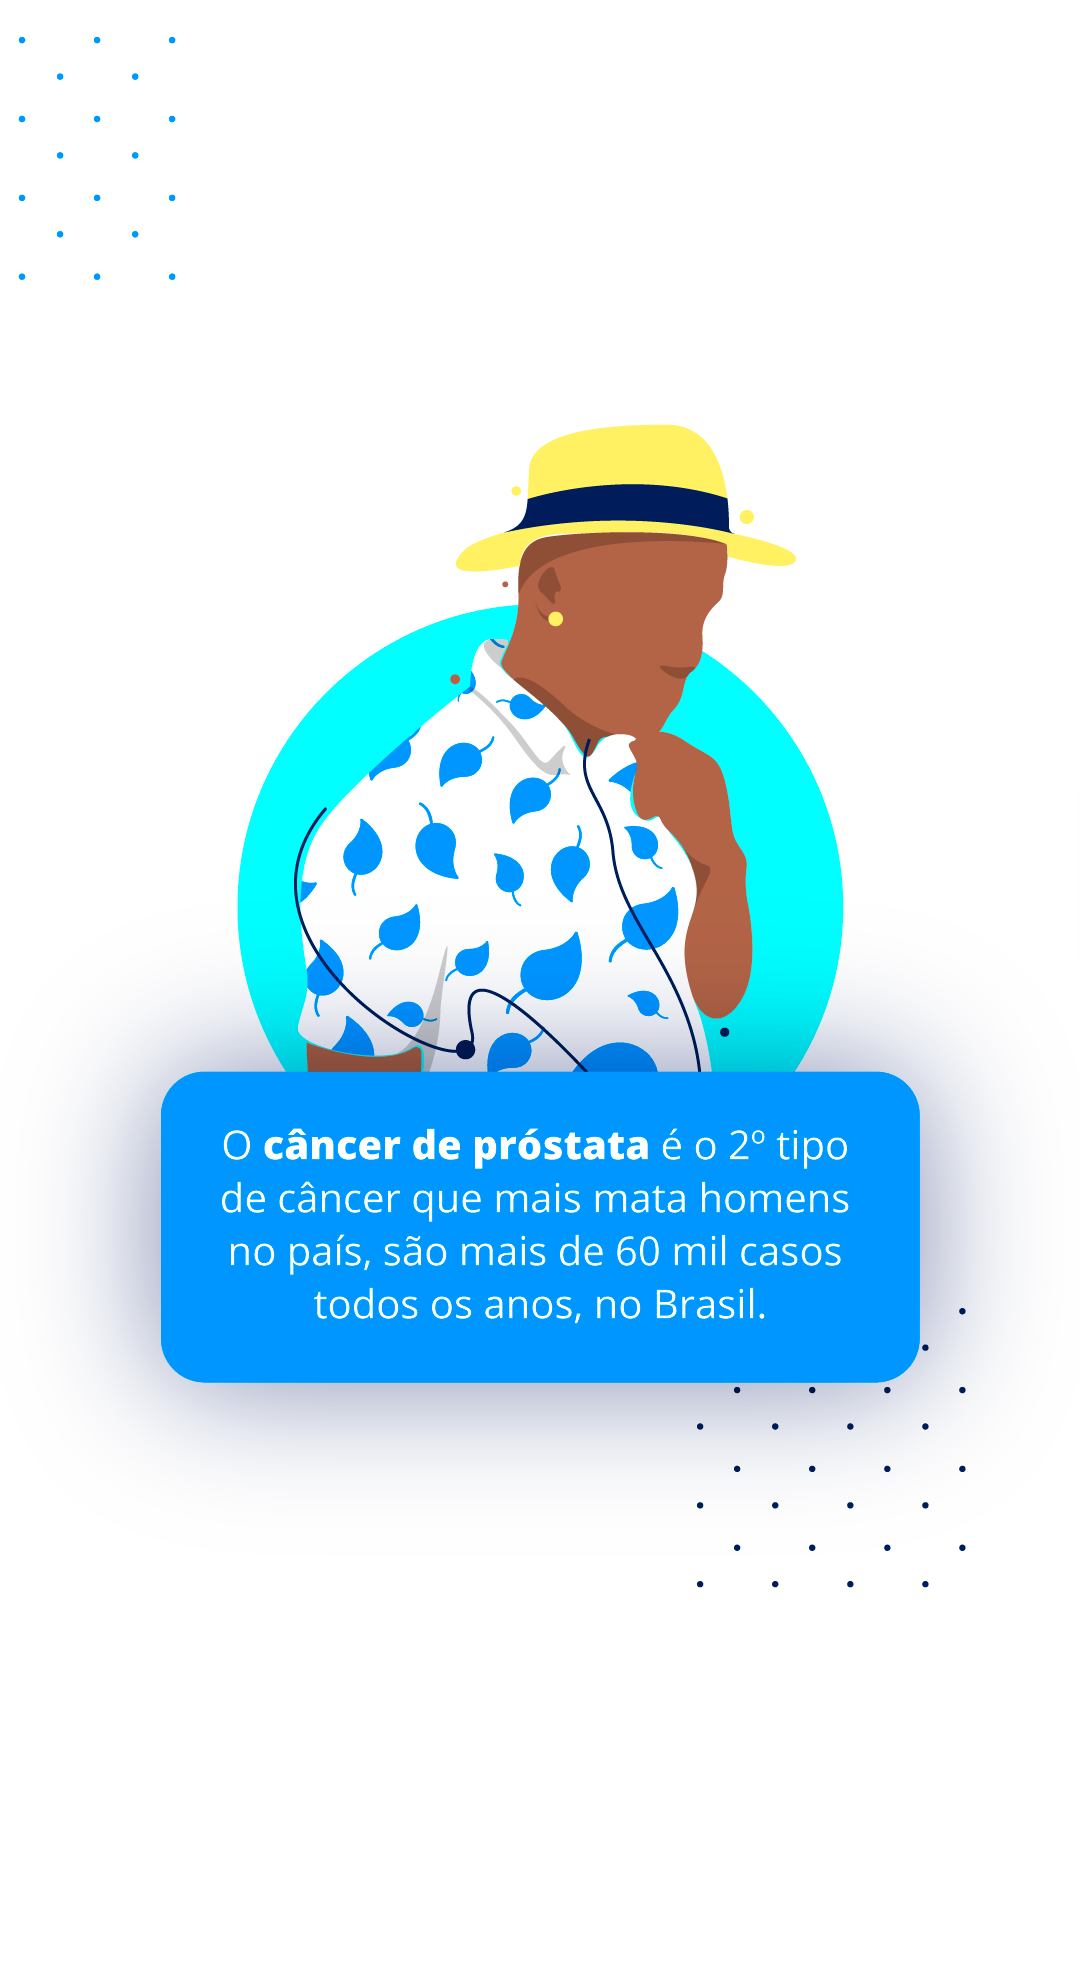 O câncer de próstata é o 2º tipo
de câncer que mais mata homens
no país, são mais de 60 mil casos
todos os anos, no Brasil.